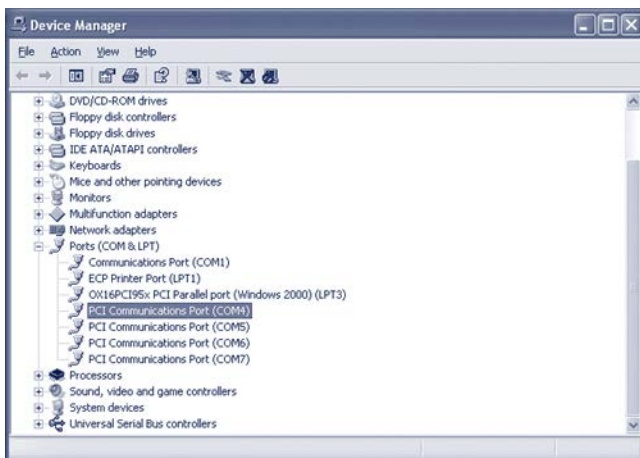 Device Manager
File Action View Help
DVD/CD-ROM drives
Floppy disk controllers
Floppy disk drives
IDE ATA/ATAPI controllers
Keyboards
Mice and other pointing devices
Monitors
Multifunction adapters
Network adapters
Ports (COM & LPT)
Communications Port (COM1)
ECP Printer Port (LPT1)
OX16PCI95x PCI Parallel port (Windows 2000) (LPT3)
PCI Communications Port (COM4)
PCI Communications Port (COM5)
PCI Communications Port (COM6)
PCI Communications Port (COM7)
Processors
Sound, video and game controllers
System devices
Universal Serial Bus controllers